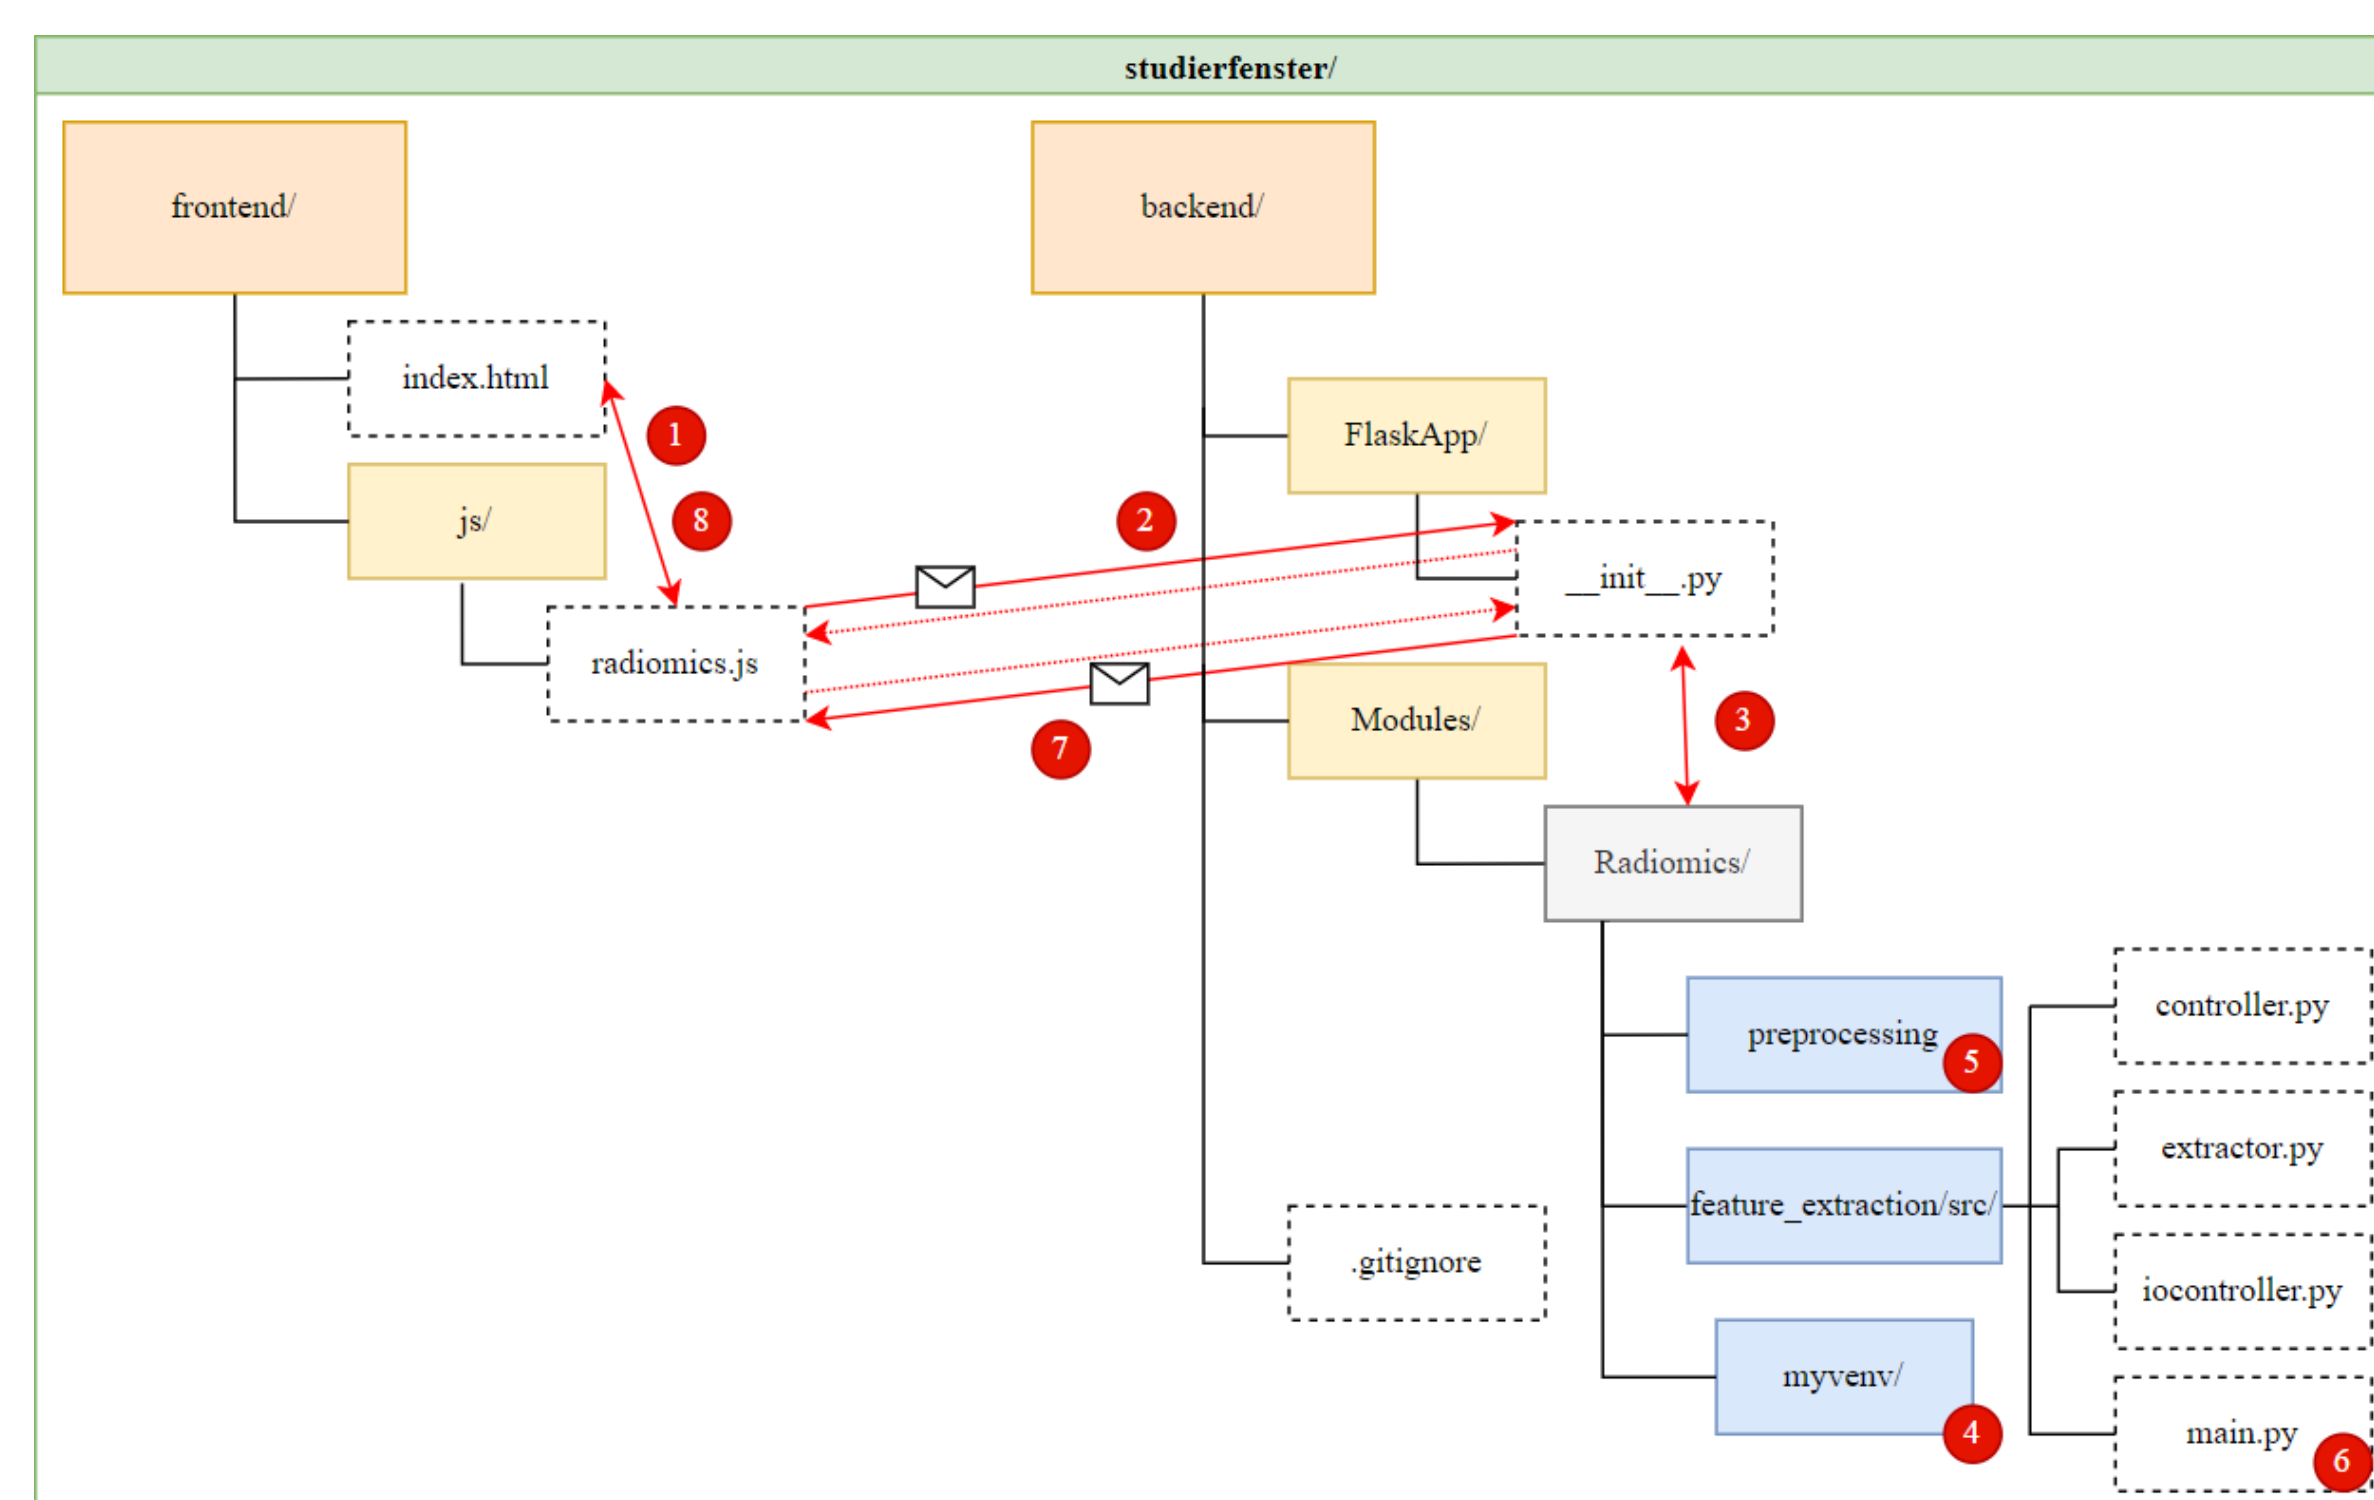 studierfenster/
frontend/
backend/
index.html
1
FlaskApp/
js/
8
2
__init__.py
radiomics.js
7
Modules/
3
Radiomics/
controller.py
preprocessing
5
extractor.py
feature_extraction/src/
.gitignore
iocontroller.py
myvenv/
4
main.py
6